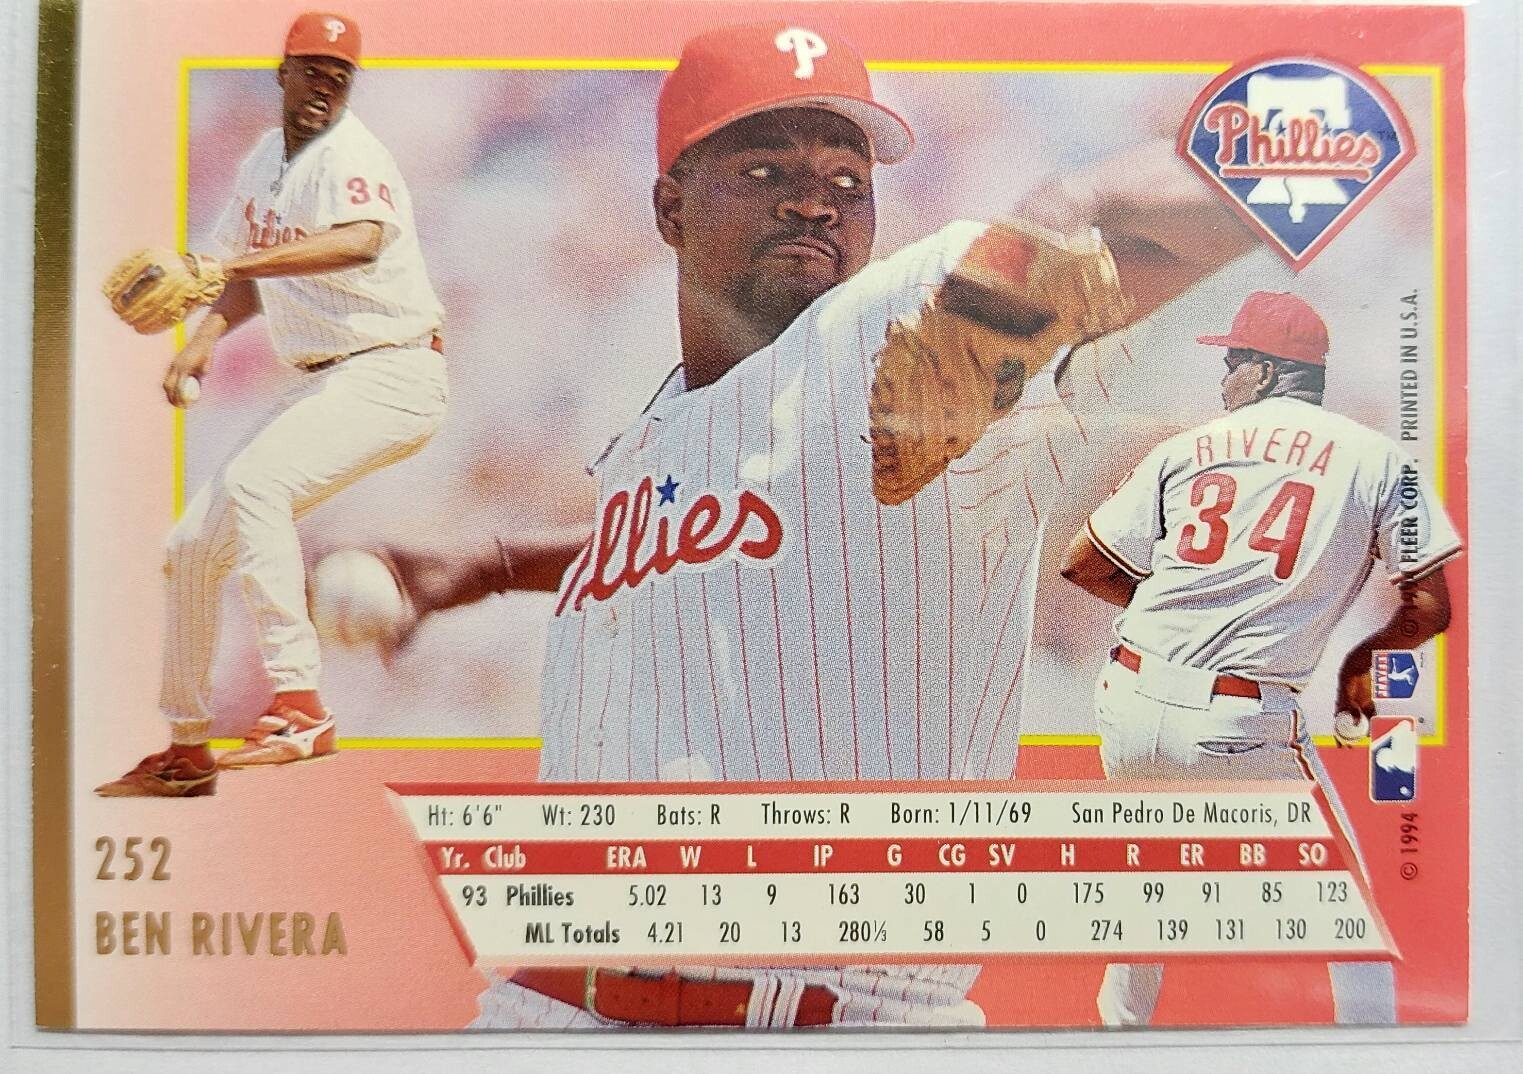 P
P
Phillies™
34
Phillies
RIVERA
34
llies
Ht: 6'6" Wt: 230 Bats: R Throws: R Born: 1/11/69 San Pedro De Macoris, DR
Yr. Club ERA W L IP G CG SV H R ER BB SO
93 Phillies 5.02 13 9 163 30 1 0 175 99 91 85 123
ML Totals 4.21 20 13 280⅓ 58 5 0 274 139 131 130 200
252
BEN RIVERA
© 1994 FLEER CORP. PRINTED IN U.S.A.
© 1994